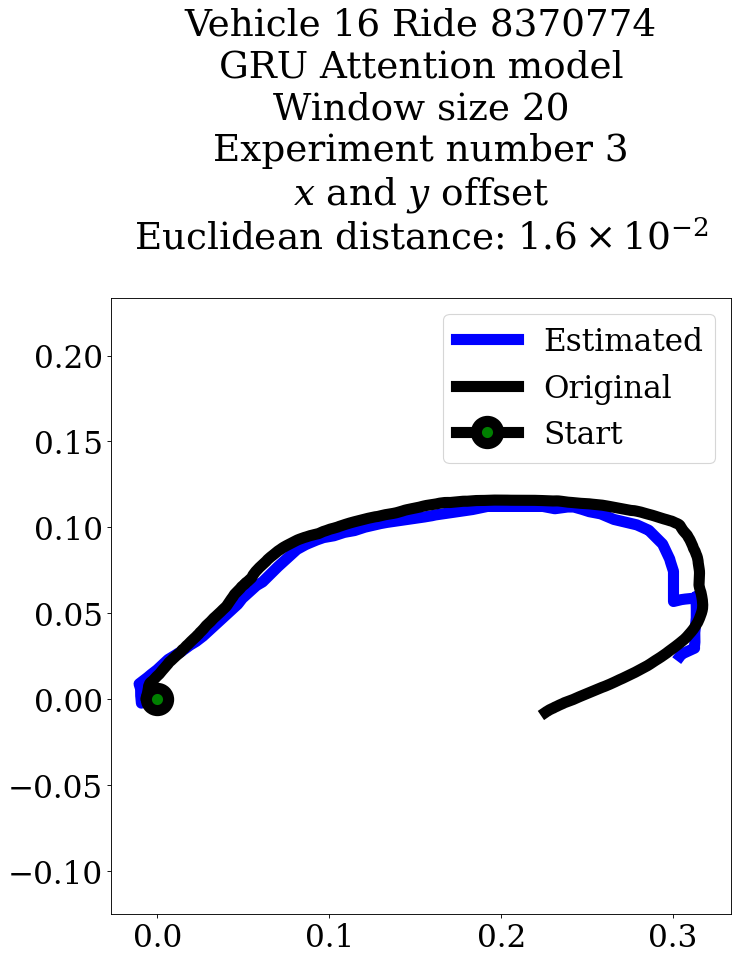 Vehicle 16 Ride 8370774
GRU Attention model
Window size 20
Experiment number 3
x and y offset
Euclidean distance: 1.6 × 10⁻²
Estimated
Original
Start
0.20
0.15
0.10
0.05
0.00
−0.05
−0.10
0.0 0.1 0.2 0.3